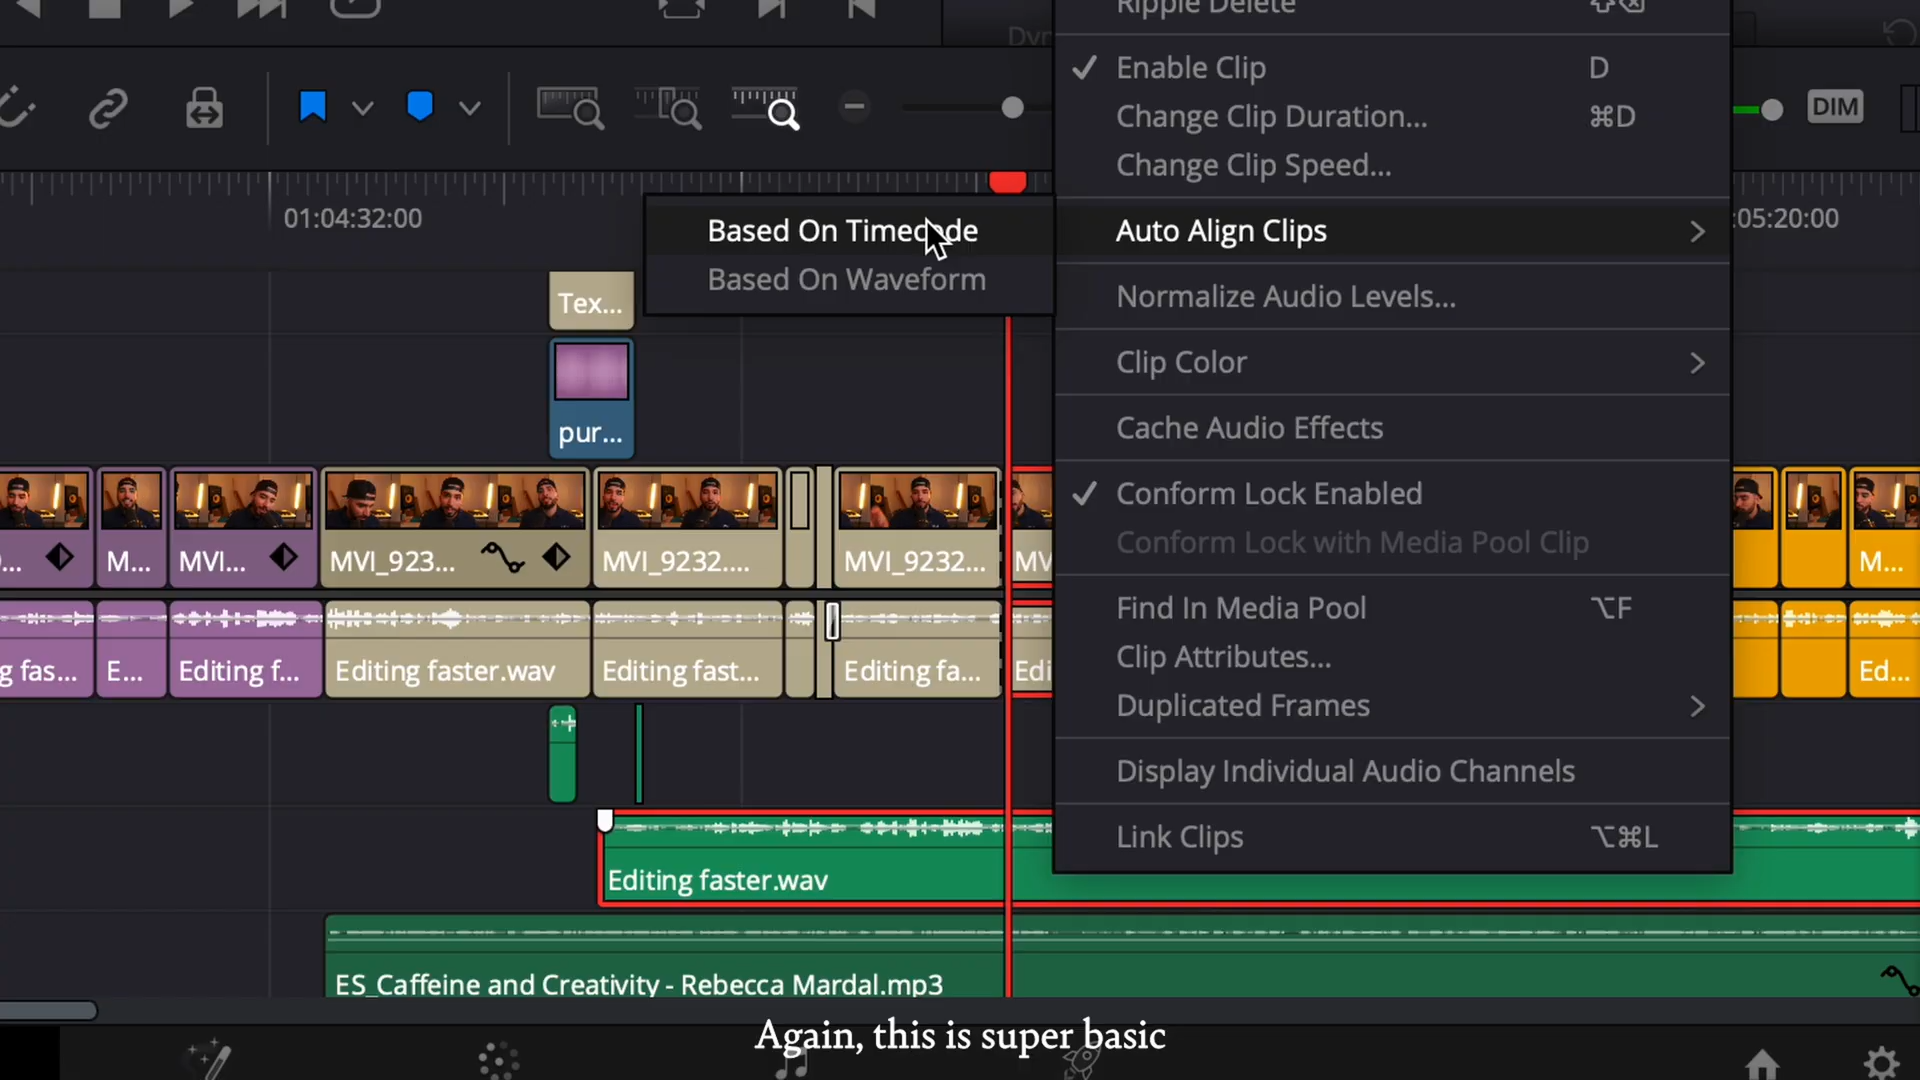 Dyn
Ripple Delete
Enable Clip D
Change Clip Duration... ⌘D
Change Clip Speed...
DIM
01:04:32:00
Based On Timecode
Based On Waveform
Auto Align Clips
:05:20:00
Normalize Audio Levels...
Clip Color
Cache Audio Effects
Conform Lock Enabled
Conform Lock with Media Pool Clip
Find In Media Pool ⌥F
Clip Attributes...
Duplicated Frames
Display Individual Audio Channels
Link Clips ⌥⌘L
Tex...
pur...
... M... MVI... MVI_923... MVI_9232.... MVI_9232... MV M...
g fas... E... Editing f... Editing faster.wav Editing fast... Editing fa... Edi Ed...
Editing faster.wav
ES_Caffeine and Creativity - Rebecca Mardal.mp3
Again, this is super basic